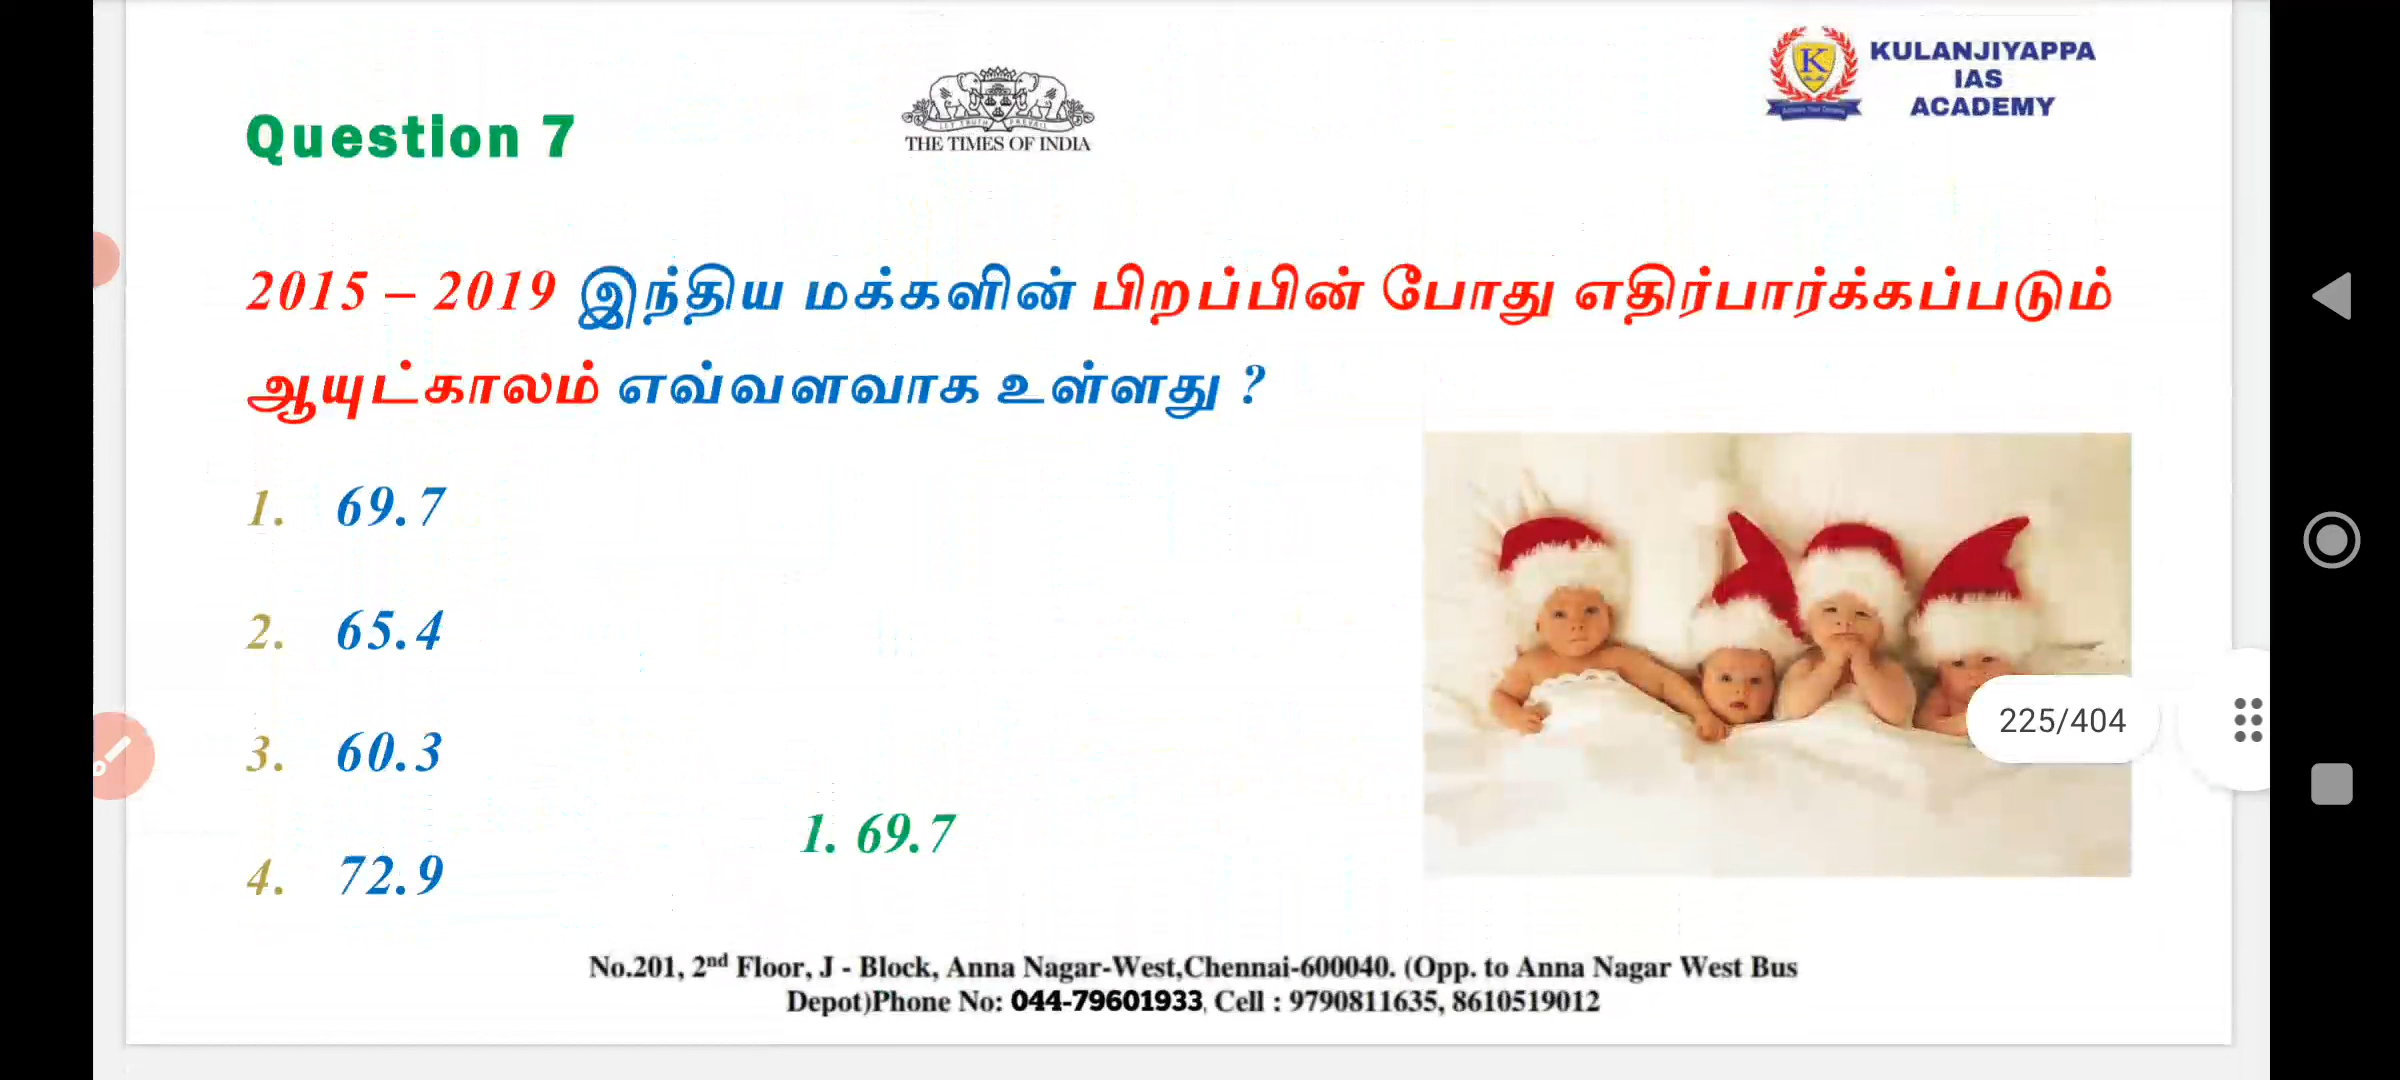 KULANJIYAPPA
IAS
ACADEMY
Question 7
LET TRUTH PREVAIL
THE TIMES OF INDIA
2015 – 2019 இந்திய மக்களின் பிறப்பின் போது எதிர்பார்க்கப்படும்
ஆயுட்காலம் எவ்வளவாக உள்ளது ?
1. 69.7
2. 65.4
3. 60.3
4. 72.9
1. 69.7
225/404
No.201, 2nd Floor, J - Block, Anna Nagar-West,Chennai-600040. (Opp. to Anna Nagar West Bus
Depot)Phone No: 044-79601933, Cell : 9790811635, 8610519012